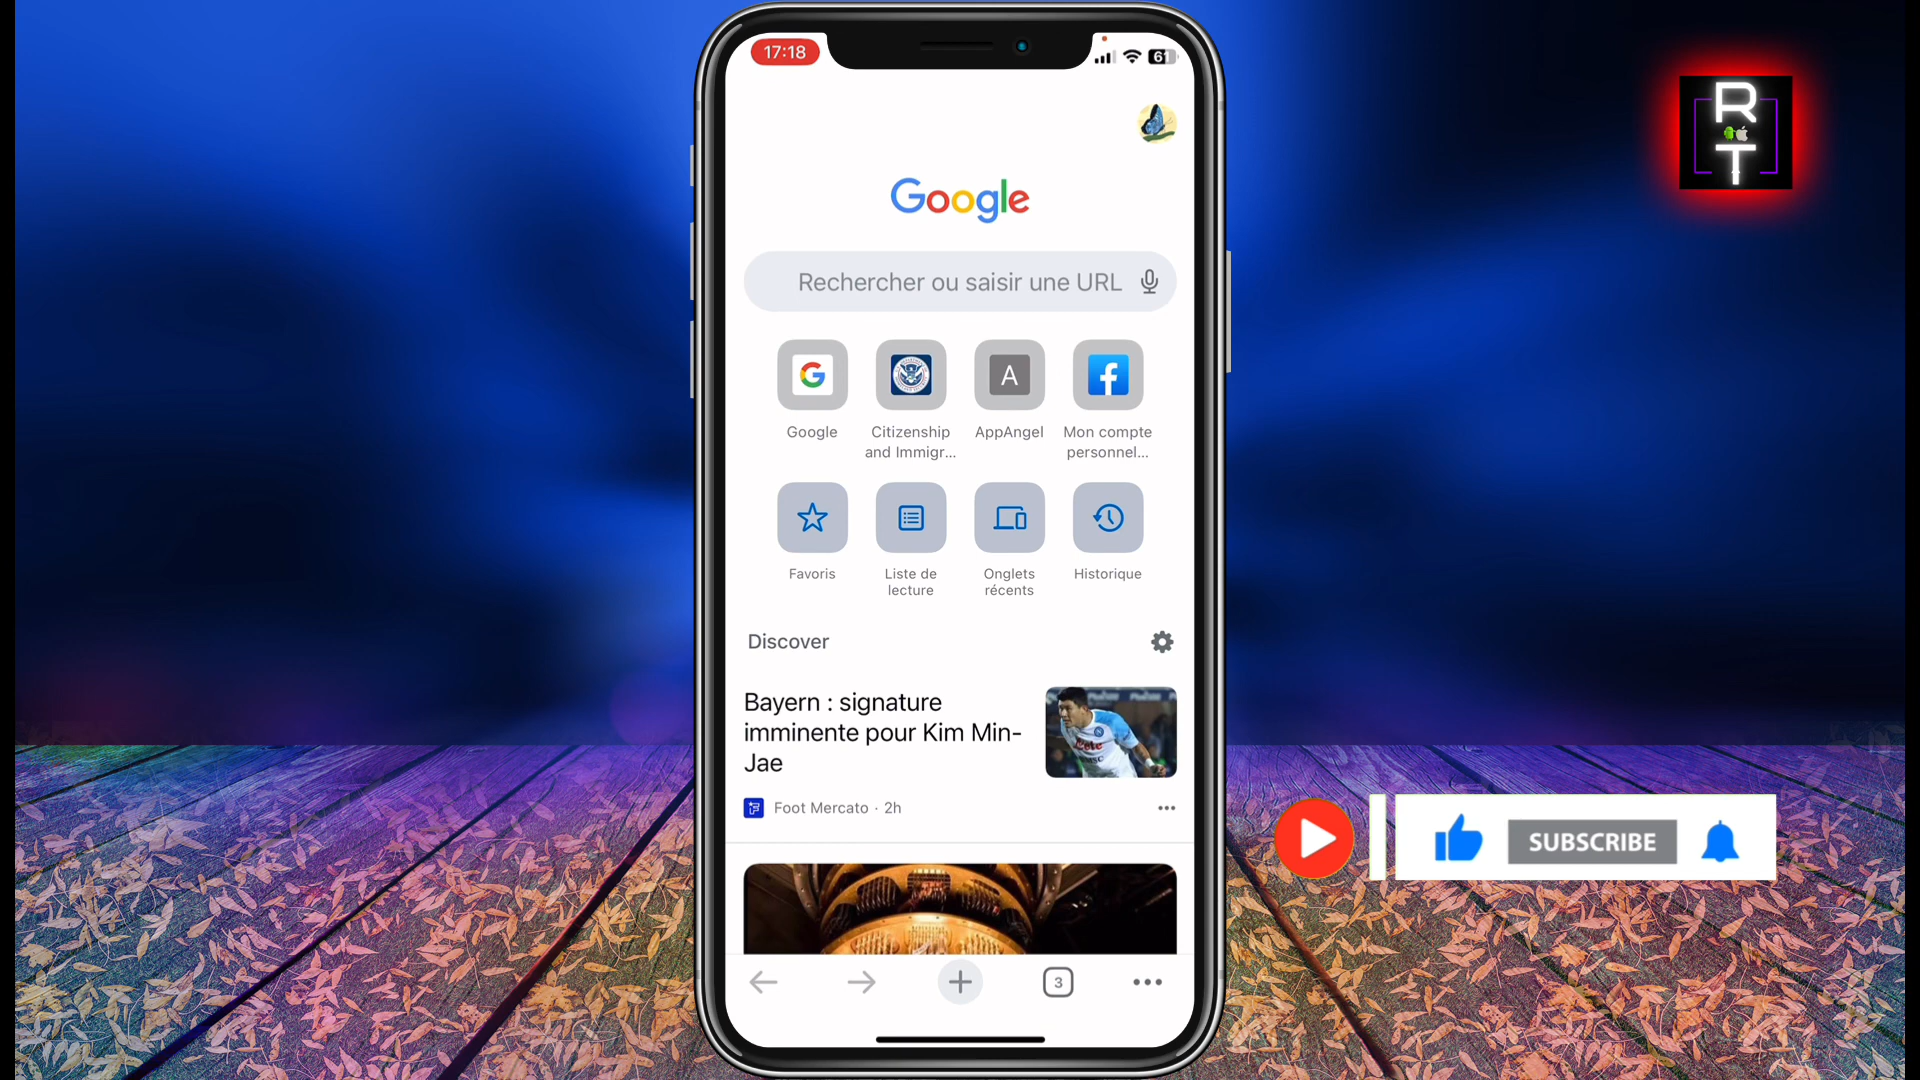 17:18
61
R
T
Google
Rechercher ou saisir une URL
A
Google
Citizenship
and Immigr...
AppAngel
Mon compte
personnel...
Favoris
Liste de
lecture
Onglets
récents
Historique
Discover
Bayern : signature
imminente pour Kim Min-
Jae
Foot Mercato · 2h
SUBSCRIBE
3